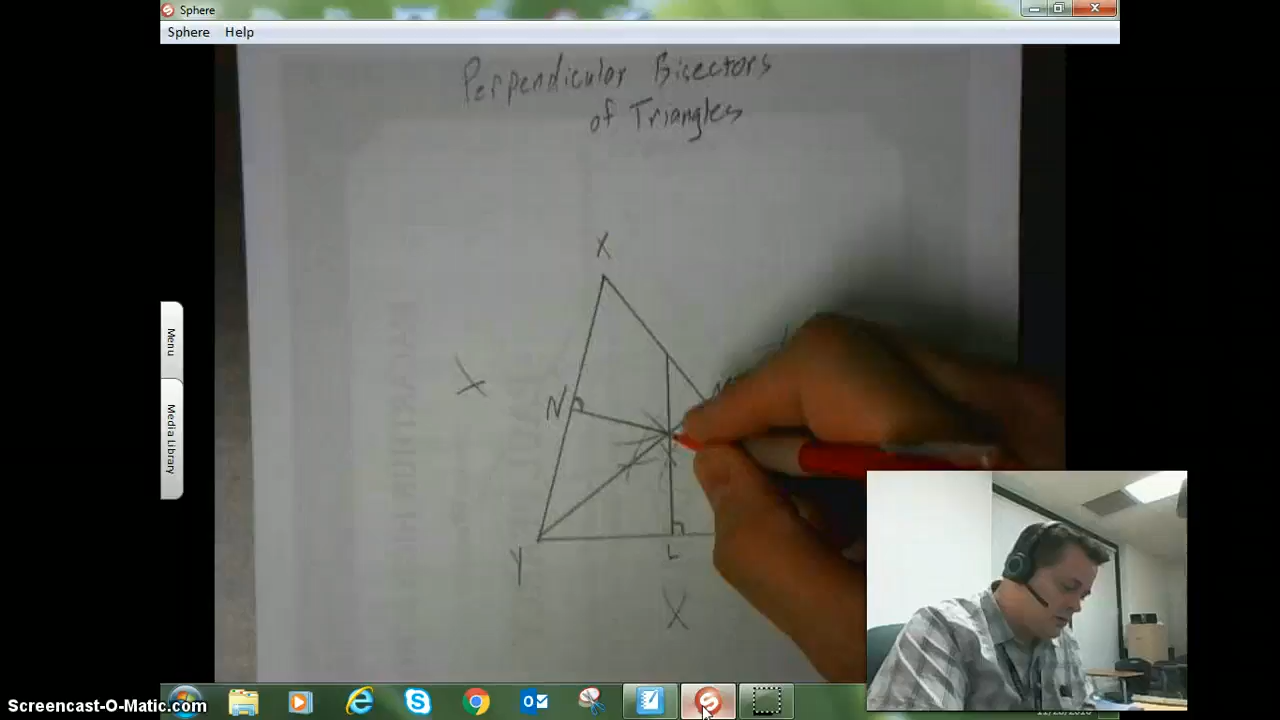 Sphere
Sphere Help
Perpendicular Bisectors
of Triangles
X
N
Y
L
Menu
Media Library
Screencast-O-Matic.com